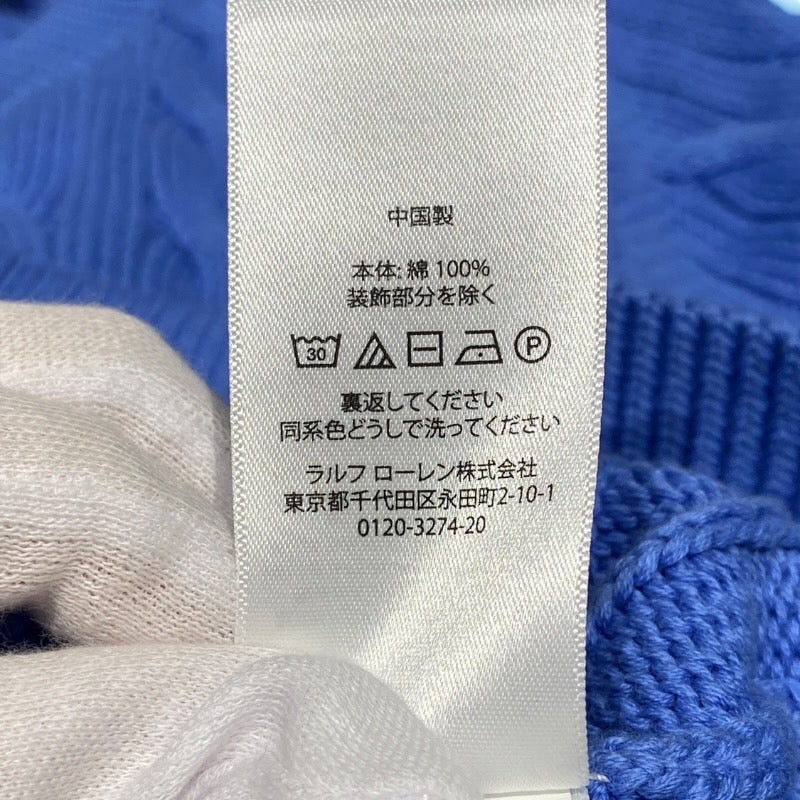 中国製
本体: 綿 100%
装飾部分を除く
30 P
裏返してください
同系色どうしで洗ってください
ラルフ ローレン株式会社
東京都千代田区永田町2-10-1
0120-3274-20